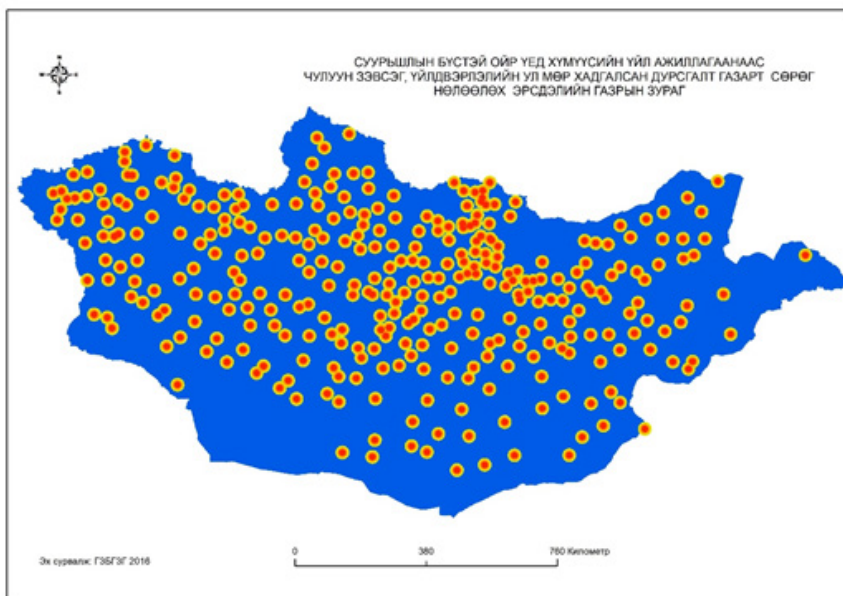 СУУРЬШЛЫН БҮСТЭЙ ОЙР ҮЕД ХҮМҮҮСИЙН ҮЙЛ АЖИЛЛАГААНААС
ЧУЛУУН ЗЭВСЭГ, ҮЙЛДВЭРЛЭЛИЙН УЛ МӨР ХАДГАЛСАН ДУРСГАЛТ ГАЗАРТ СӨРӨГ
НӨЛӨӨЛӨХ ЭРСДЭЛИЙН ГАЗРЫН ЗУРАГ
Эх сурвалж: ГЗБГЗГ 2016
0 380 760 Километр